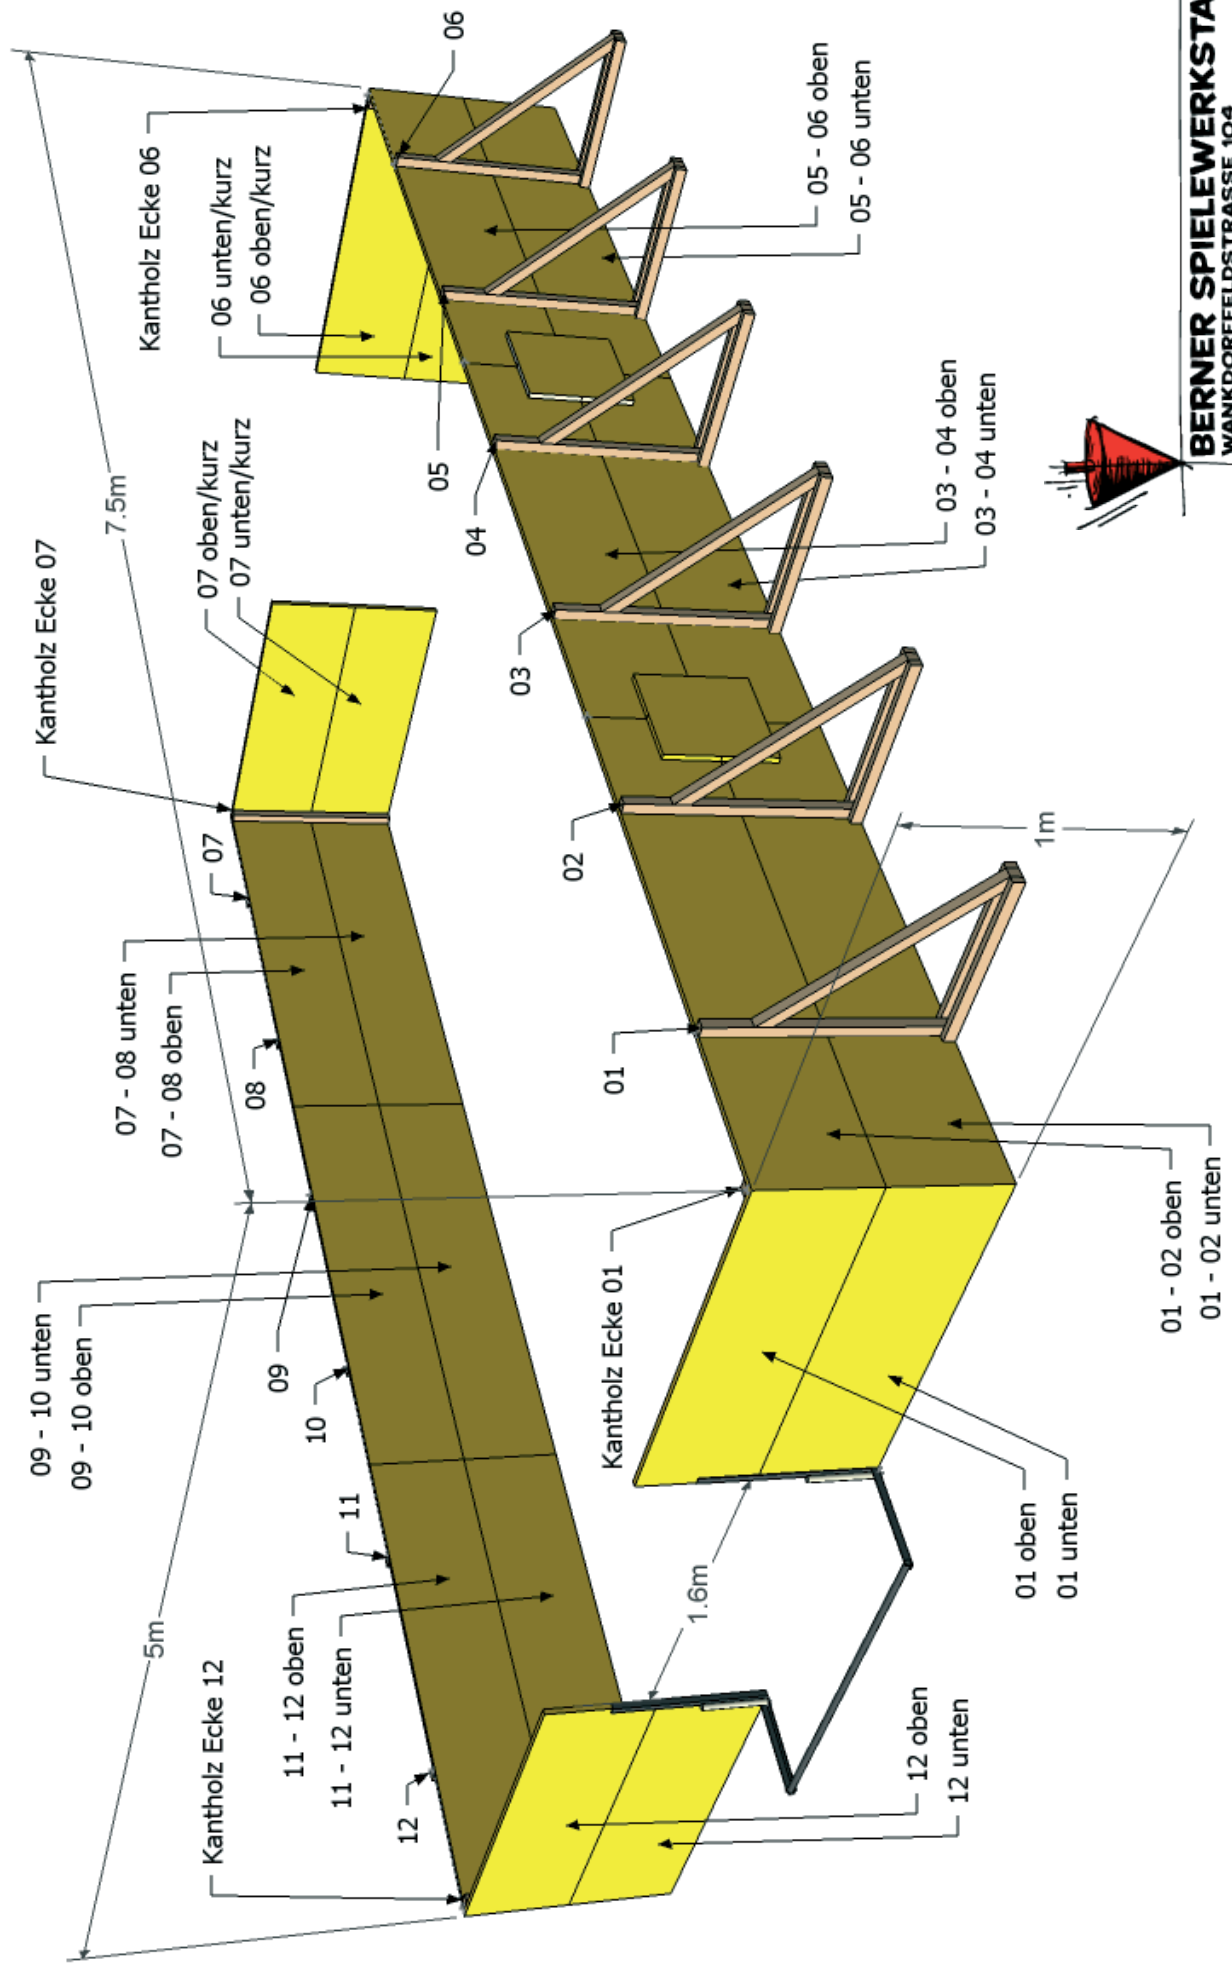 09 - 10 unten
09 - 10 oben
Kantholz Ecke 07
7.5m
5m
07 - 08 unten
07 - 08 oben
Kantholz Ecke 06
Kantholz Ecke 12
07
07 oben/kurz
07 unten/kurz
06 unten/kurz
06 oben/kurz
08
09
11 - 12 oben
11 - 12 unten
10
11
12
05
06
04
03
02
Kantholz Ecke 01
01
1.6m
05 - 06 oben
05 - 06 unten
12 oben
12 unten
03 - 04 oben
03 - 04 unten
01 oben
01 unten
1m
01 - 02 oben
01 - 02 unten
BERNER SPIELEWERKSTA
WANKDORFFELDSTRASSE 104